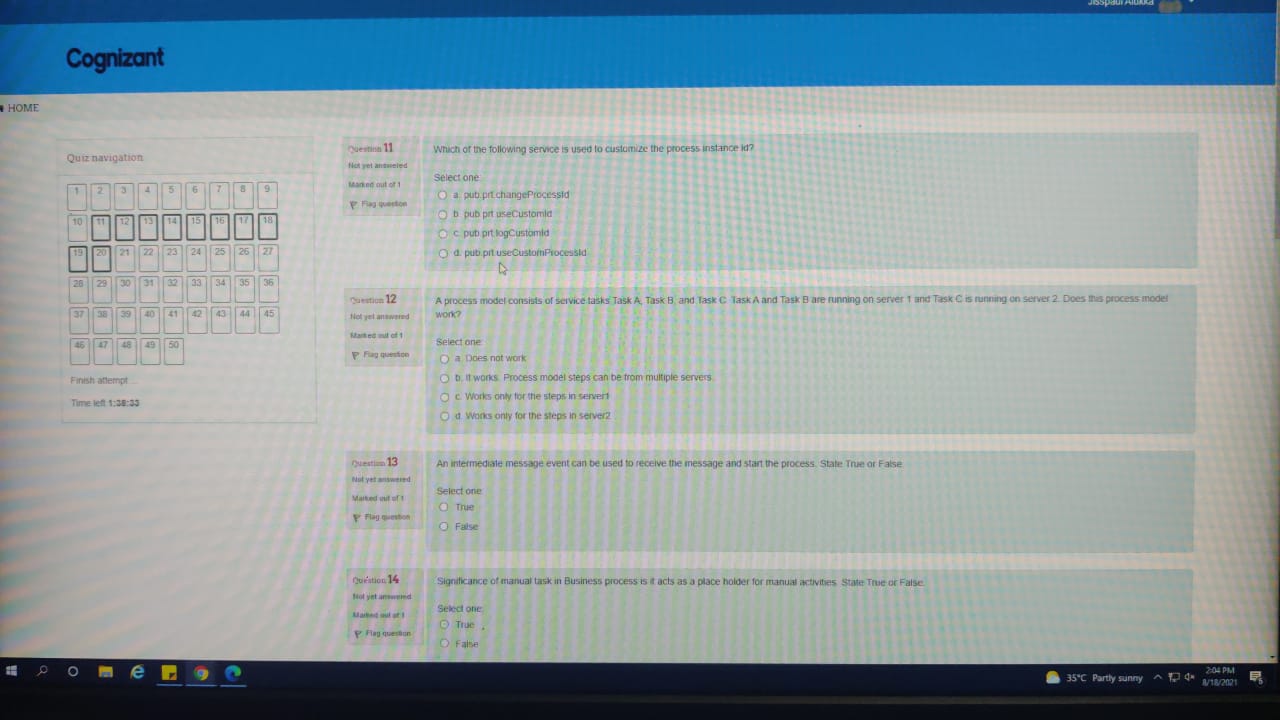 Cognizant
HOME
Quiz navigation
1 2 3 4 5 6 7 8 9
10 11 12 13 14 15 16 17 18
19 20 21 22 23 24 25 26 27
28 29 30 31 32 33 34 35 36
37 38 39 40 41 42 43 44 45
46 47 48 49 50
Finish attempt ...
Time left 1:38:33
Question 11
Not yet answered
Marked out of 1
Flag question
Which of the following service is used to customize the process instance id?
Select one:
a. pub.prt.changeProcessId
b. pub.prt.useCustomId
c. pub.prt.logCustomId
d. pub.prt.useCustomProcessId
Question 12
Not yet answered
Marked out of 1
Flag question
A process model consists of service tasks Task A, Task B, and Task C. Task A and Task B are running on server 1 and Task C is running on server 2. Does this process model
work?
Select one:
a. Does not work
b. It works. Process model steps can be from multiple servers.
c. Works only for the steps in server1
d. Works only for the steps in server2
Question 13
Not yet answered
Marked out of 1
Flag question
An intermediate message event can be used to receive the message and start the process. State True or False.
Select one:
True
False
Question 14
Not yet answered
Marked out of 1
Flag question
Significance of manual task in Business process is it acts as a place holder for manual activities. State True or False.
Select one:
True
False
35°C Partly sunny
2:04 PM
8/18/2021
5